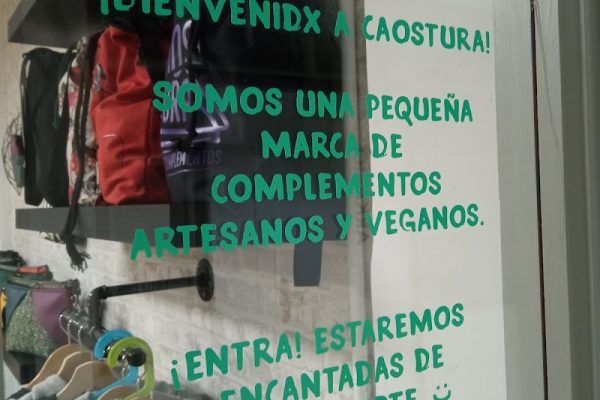 ¡BIENVENIDX A CAOSTURA!
SOMOS UNA PEQUEÑA
MARCA DE
COMPLEMENTOS
ARTESANOS Y VEGANOS.
¡ENTRA! ESTAREMOS
ENCANTADAS DE